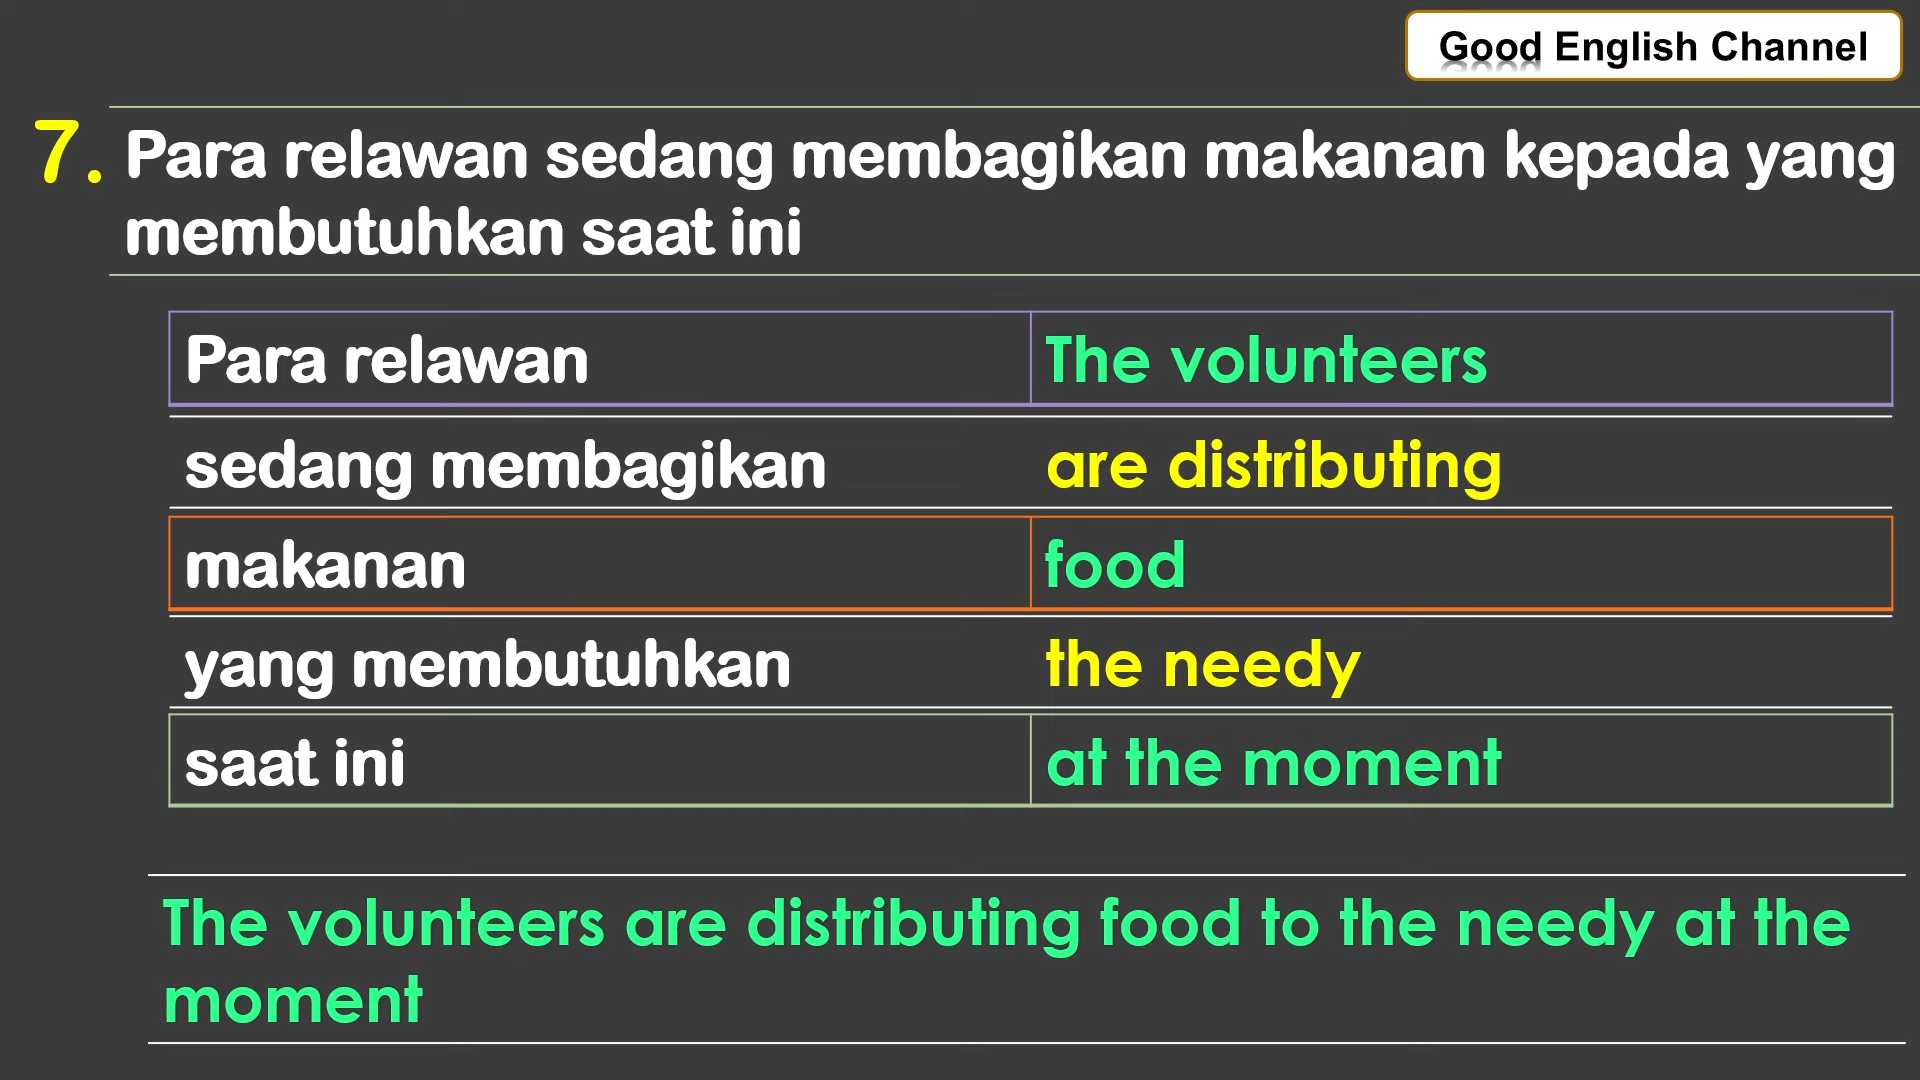 Good English Channel
7. Para relawan sedang membagikan makanan kepada yang
membutuhkan saat ini
Para relawan The volunteers
sedang membagikan are distributing
makanan food
yang membutuhkan the needy
saat ini at the moment
The volunteers are distributing food to the needy at the
moment